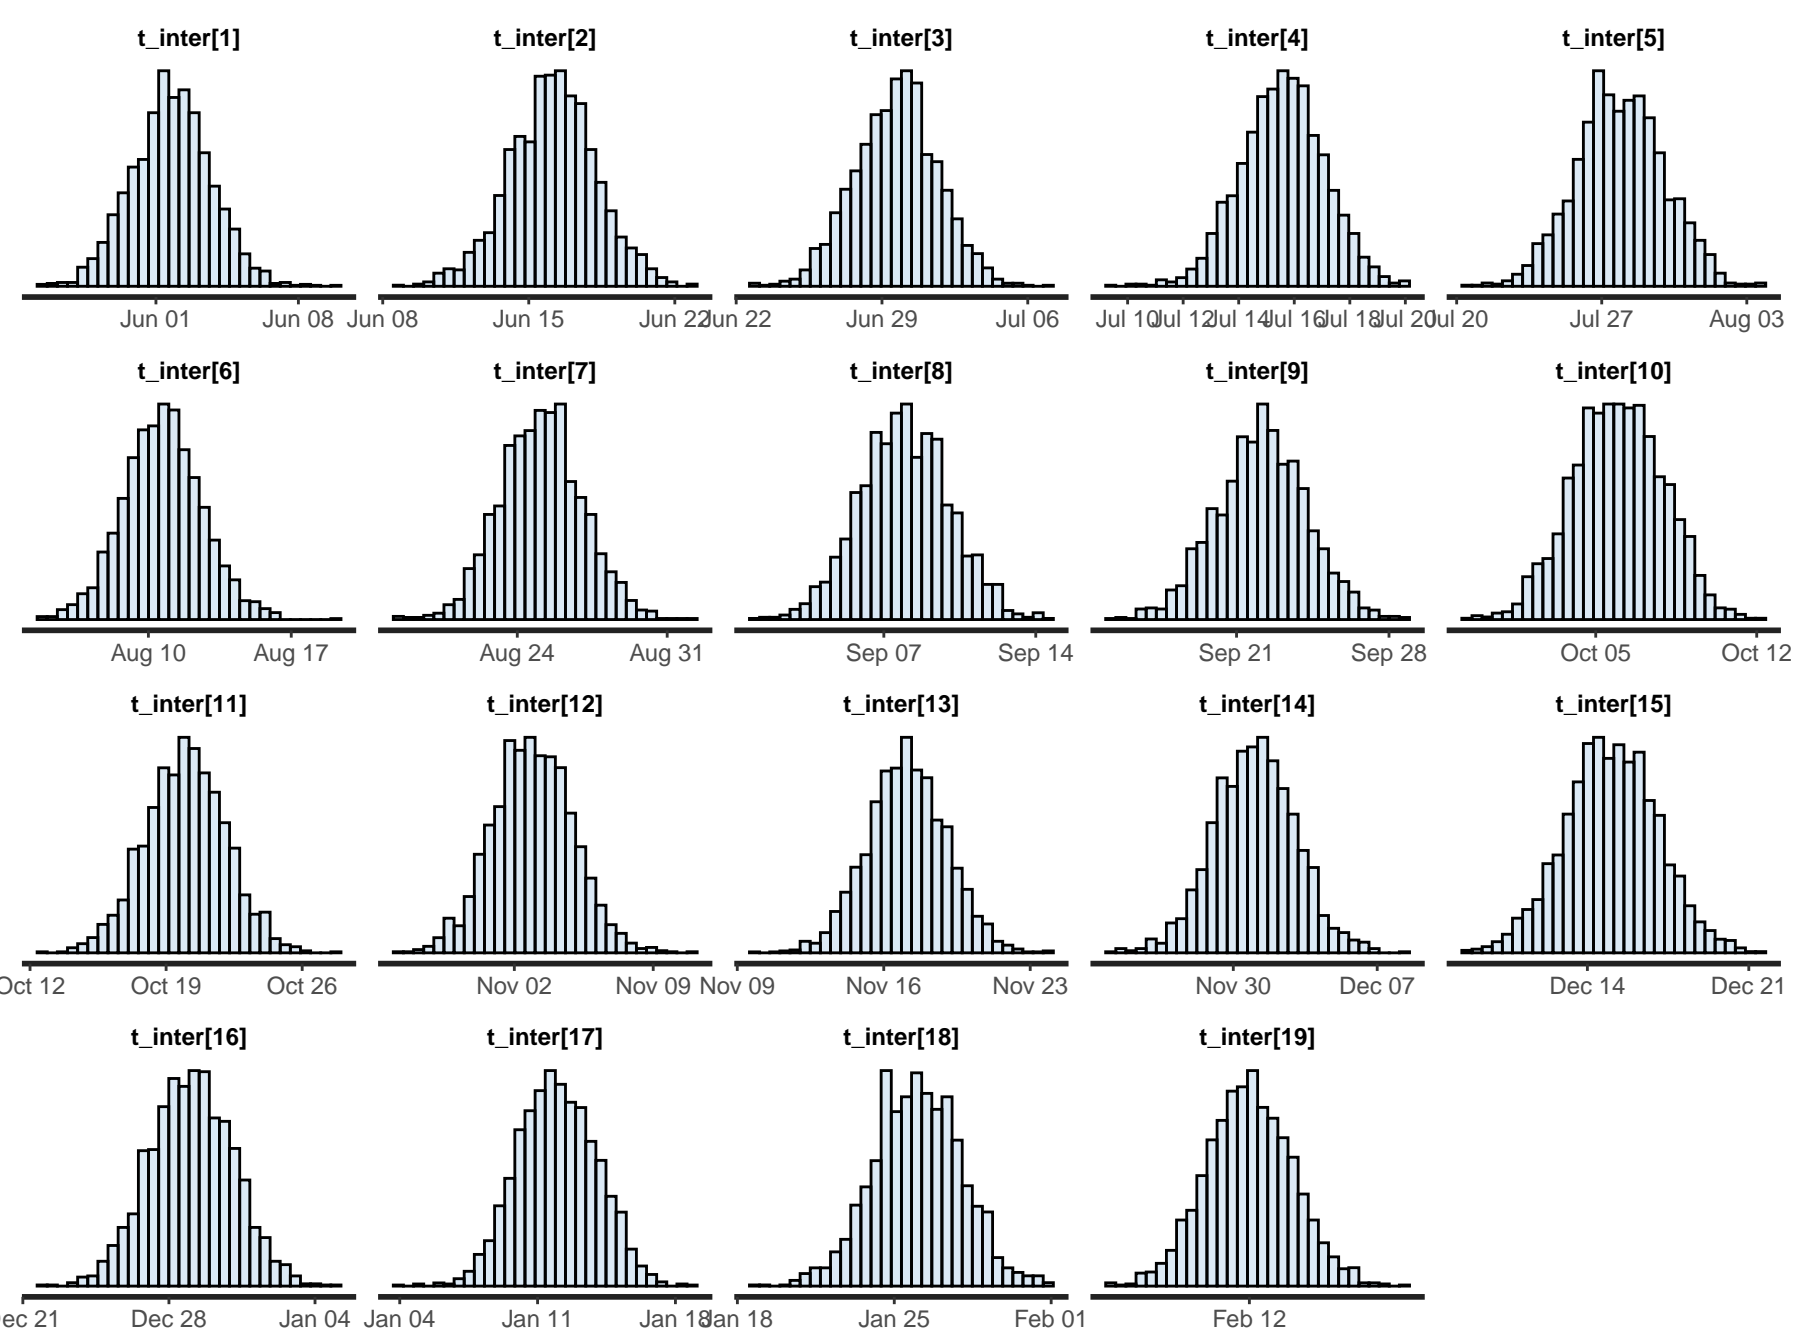 t_inter[1] t_inter[2] t_inter[3] t_inter[4] t_inter[5]
Jun 01 Jun 08 Jun 08 Jun 15 Jun 22 Jun 22 Jun 29 Jul 06 Jul 10 Jul 12 Jul 14 Jul 16 Jul 18 Jul 20 Jul 20 Jul 27 Aug 03
t_inter[6] t_inter[7] t_inter[8] t_inter[9] t_inter[10]
Aug 10 Aug 17 Aug 24 Aug 31 Sep 07 Sep 14 Sep 21 Sep 28 Oct 05 Oct 12
t_inter[11] t_inter[12] t_inter[13] t_inter[14] t_inter[15]
Oct 12 Oct 19 Oct 26 Nov 02 Nov 09 Nov 09 Nov 16 Nov 23 Nov 30 Dec 07 Dec 14 Dec 21
t_inter[16] t_inter[17] t_inter[18] t_inter[19]
Dec 21 Dec 28 Jan 04 Jan 04 Jan 11 Jan 18 Jan 18 Jan 25 Feb 01 Feb 12